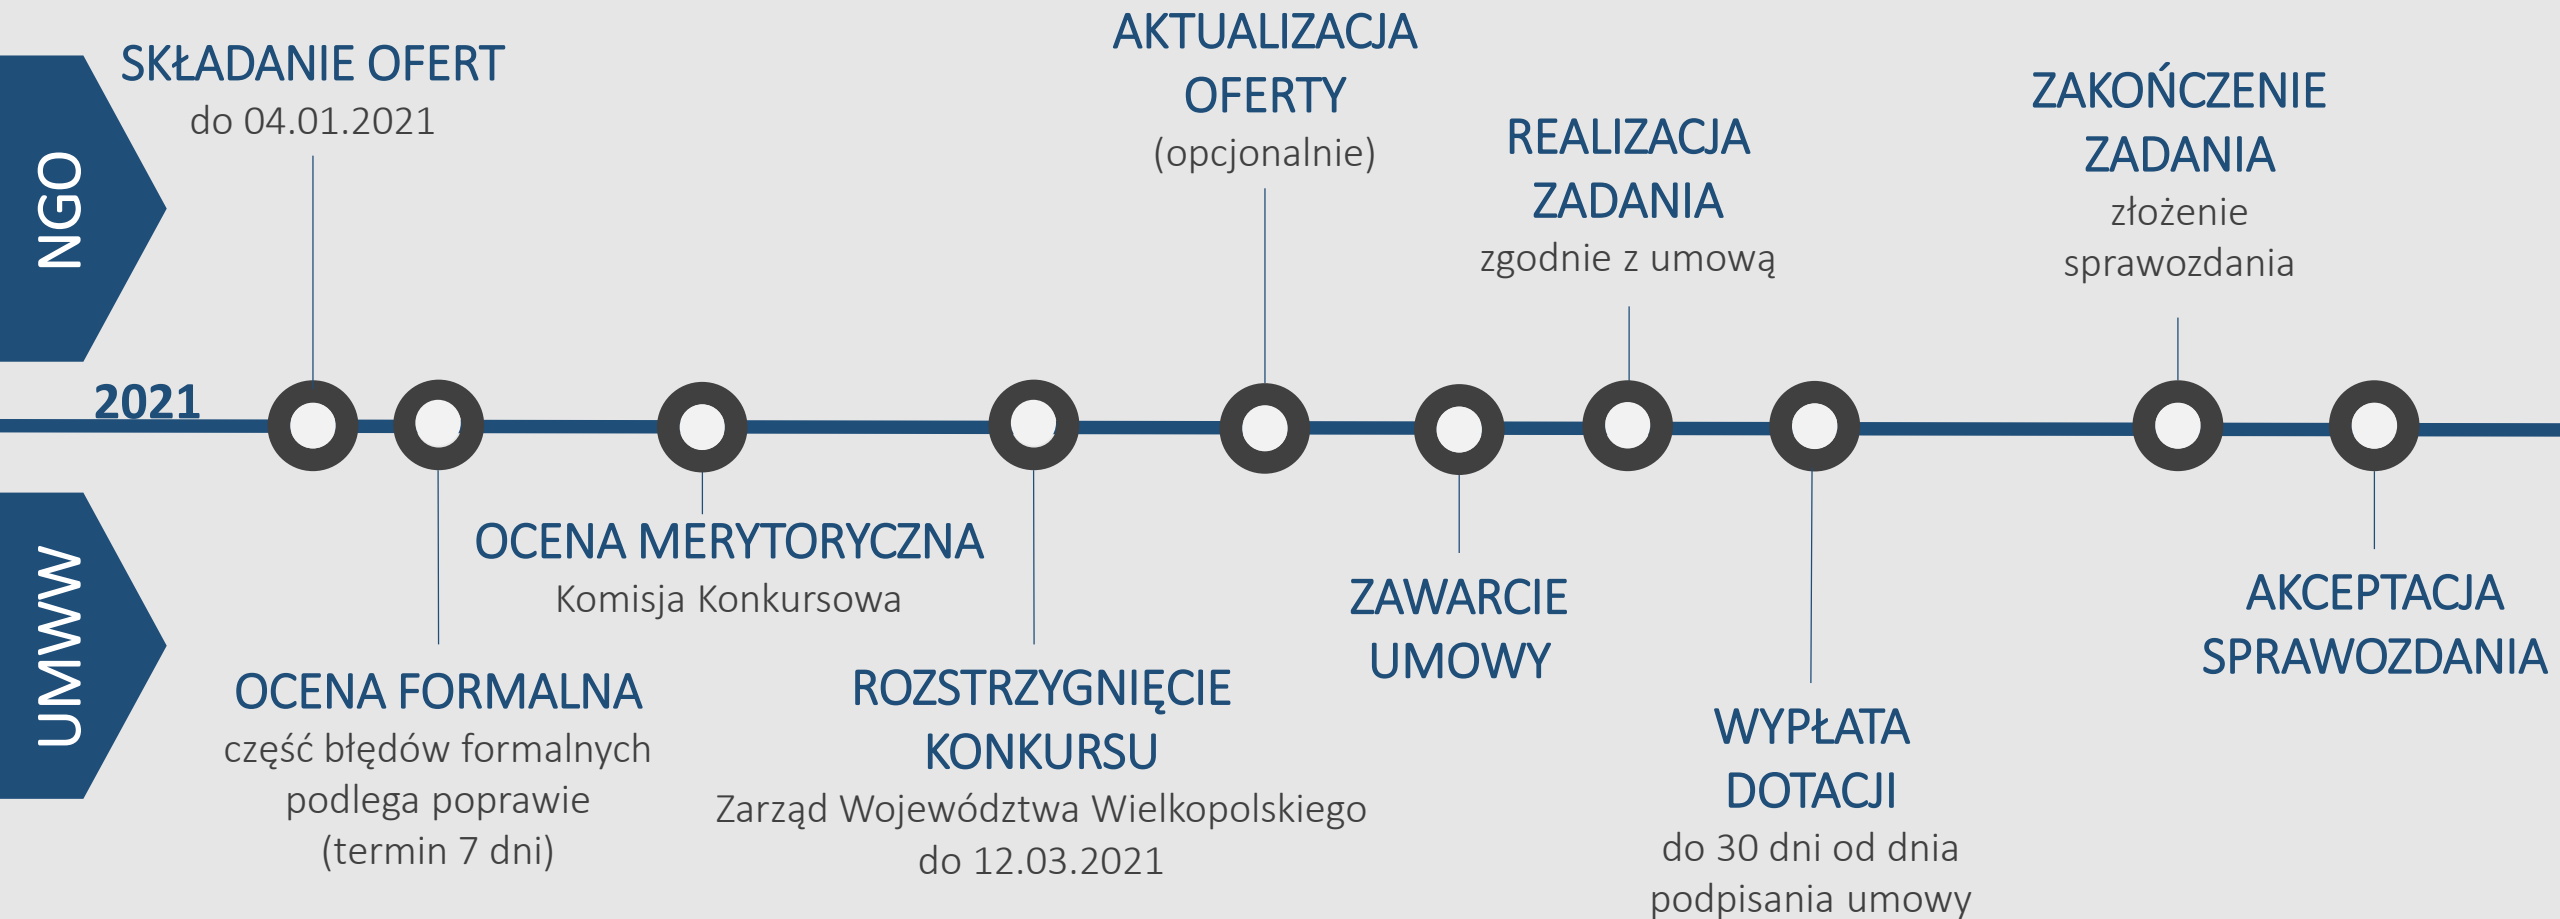 NGO
SKŁADANIE OFERT
do 04.01.2021
AKTUALIZACJA
OFERTY
(opcjonalnie)
REALIZACJA
ZADANIA
zgodnie z umową
ZAKOŃCZENIE
ZADANIA
złożenie
sprawozdania
2021
UMWW
OCENA FORMALNA
część błędów formalnych
podlega poprawie
(termin 7 dni)
OCENA MERYTORYCZNA
Komisja Konkursowa
ROZSTRZYGNIĘCIE
KONKURSU
Zarząd Województwa Wielkopolskiego
do 12.03.2021
ZAWARCIE
UMOWY
WYPŁATA
DOTACJI
do 30 dni od dnia
podpisania umowy
AKCEPTACJA
SPRAWOZDANIA